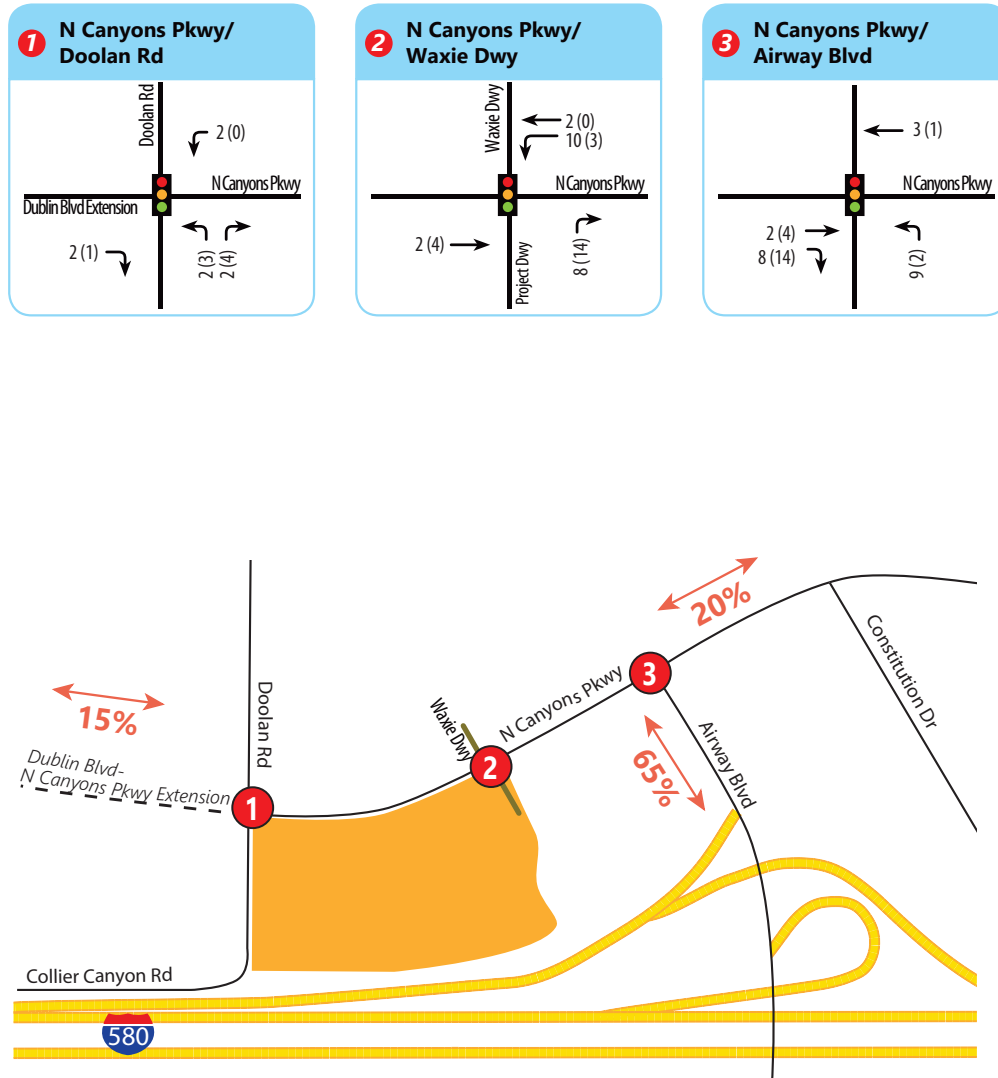 1
N Canyons Pkwy/
Doolan Rd
Doolan Rd
2 (0)
N Canyons Pkwy
Dublin Blvd Extension
2 (1)
2 (3)
2 (4)
2
N Canyons Pkwy/
Waxie Dwy
Waxie Dwy
2 (0)
10 (3)
N Canyons Pkwy
2 (4)
8 (14)
Project Dwy
3
N Canyons Pkwy/
Airway Blvd
3 (1)
N Canyons Pkwy
2 (4)
8 (14)
9 (2)
20%
Constitution Dr
3
N Canyons Pkwy
Doolan Rd
15%
Waxie Dwy
Airway Blvd
65%
2
Dublin Blvd-
N Canyons Pkwy Extension
1
Collier Canyon Rd
580